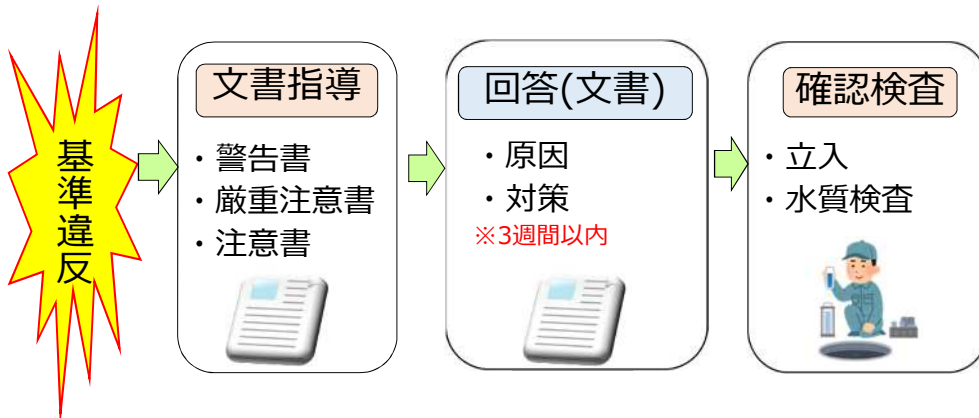 基準違反
文書指導
・警告書
・厳重注意書
・注意書
回答(文書)
・原因
・対策
※3週間以内
確認検査
・立入
・水質検査